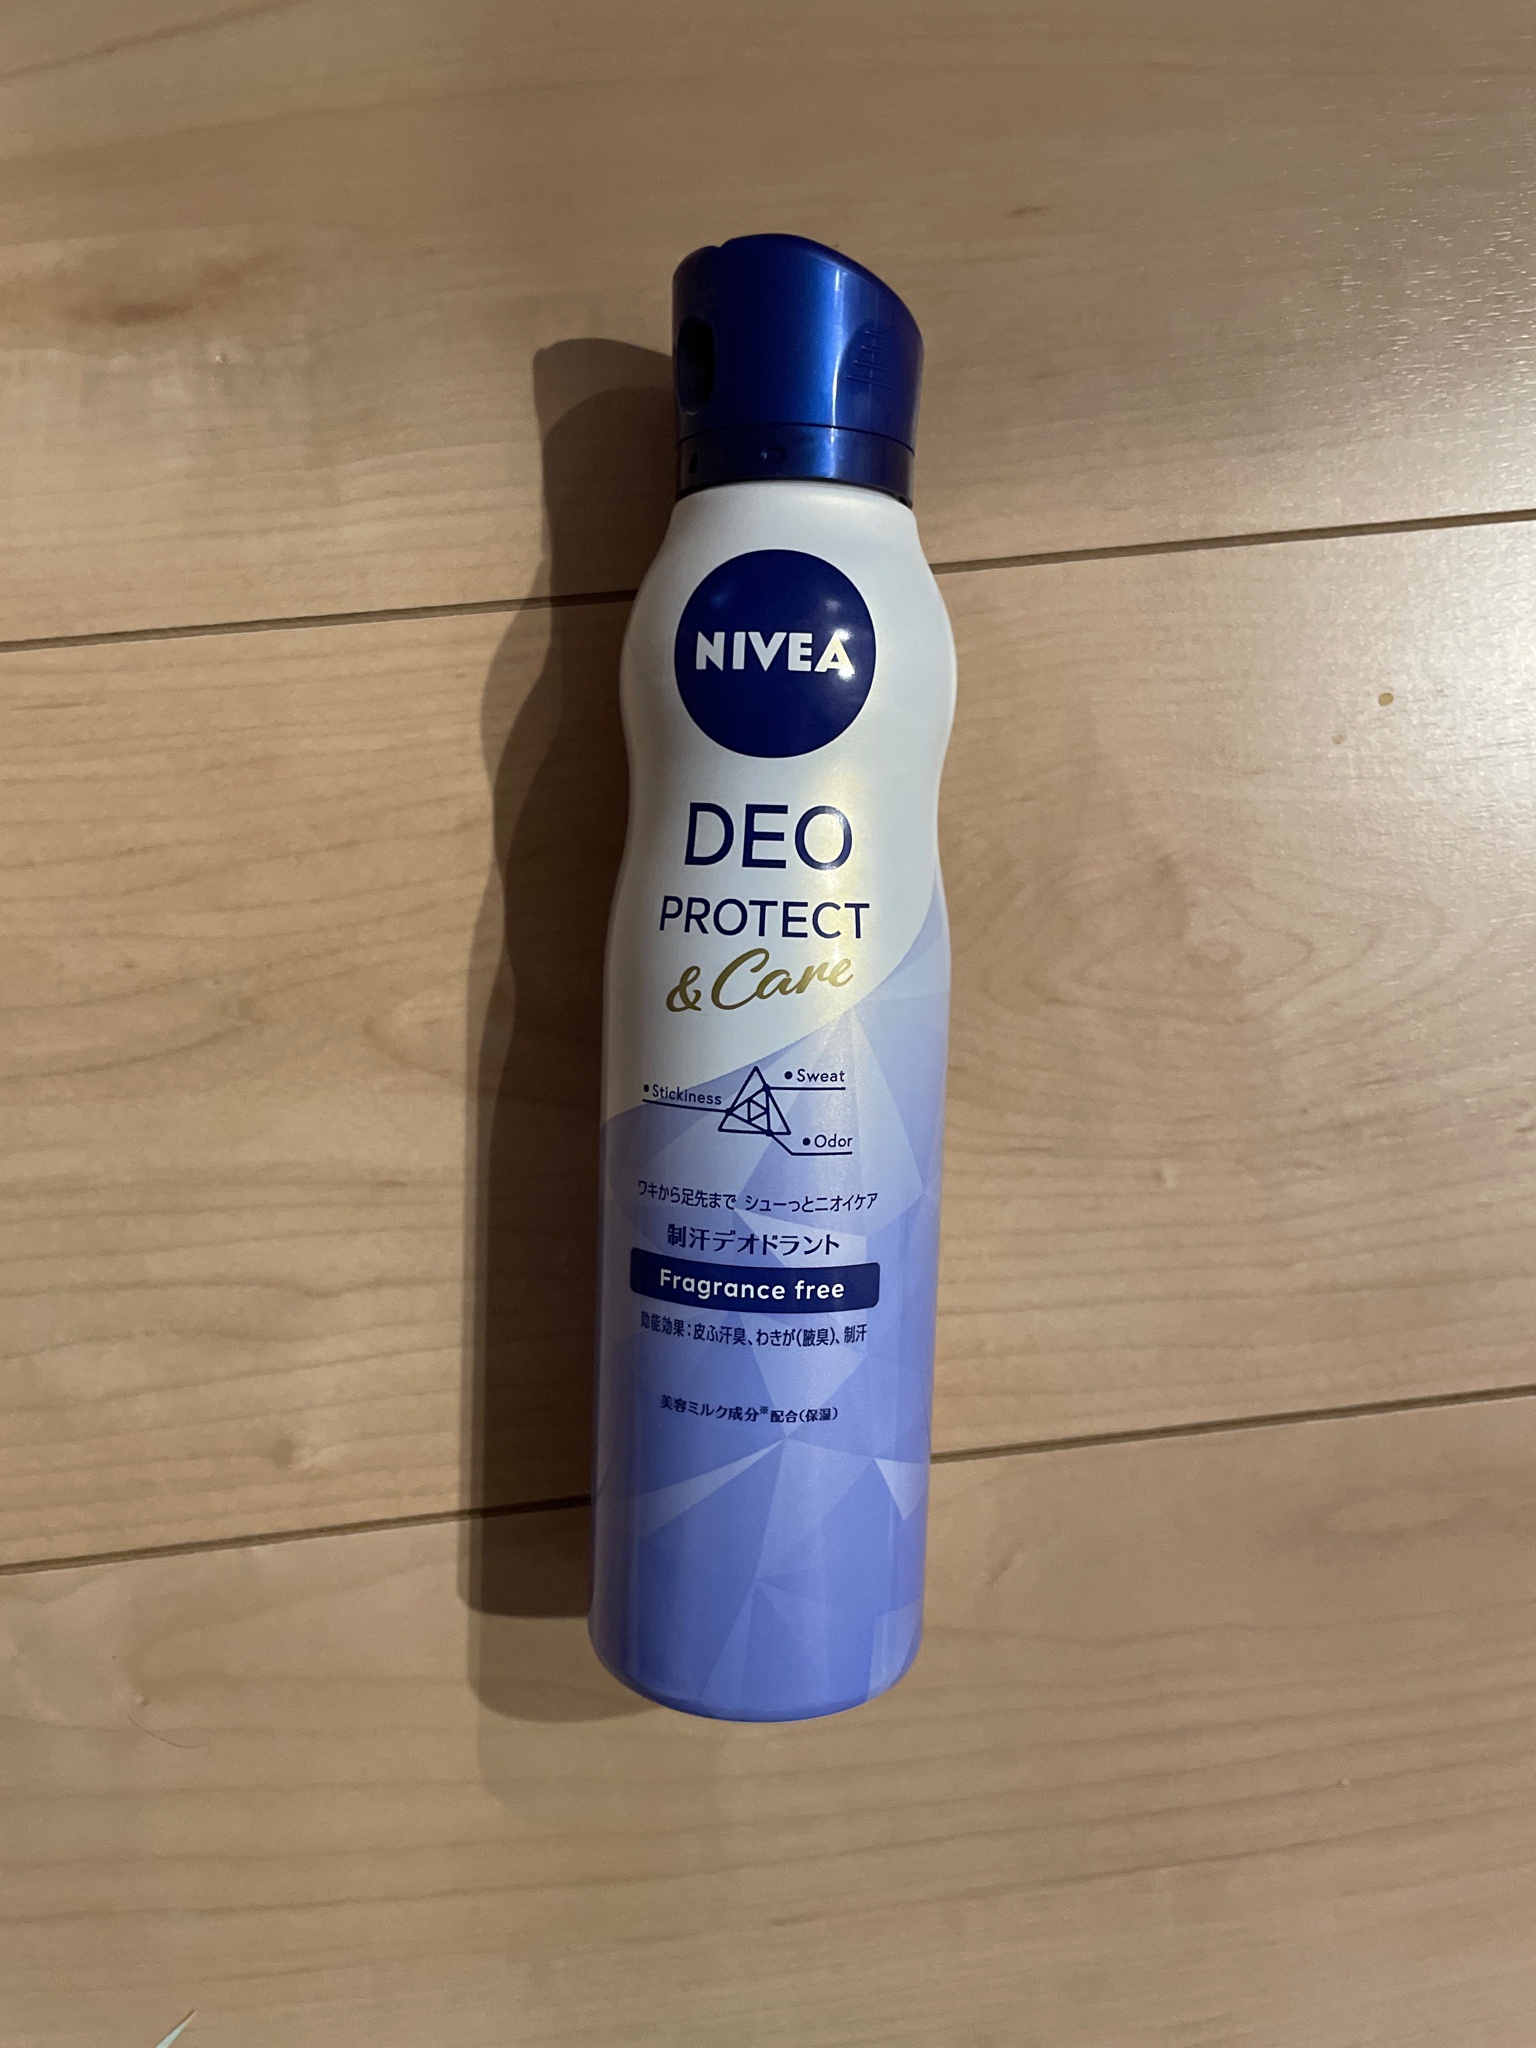 NIVEA
DEO
PROTECT
& Care
• Sweat
• Stickiness
• Odor
ワキから足先まで シューっとニオイケア
制汗デオドラント
Fragrance free
効能効果：皮ふ汗臭、わきが（腋臭）、制汗
美容ミルク成分※配合（保湿）